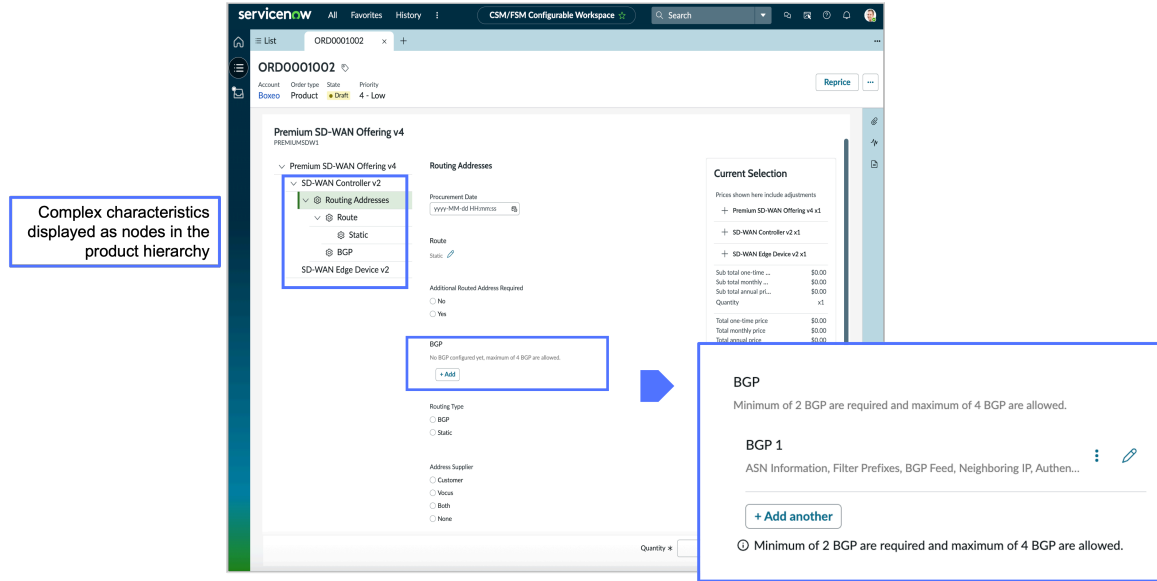 servicenow All Favorites History CSM/FSM Configurable Workspace Search
List ORD0001002 × +
ORD0001002
Account Order type State Priority
Boxeo Product Draft 4 - Low
Reprice
Premium SD-WAN Offering v4
PREMIUMSDW1
Premium SD-WAN Offering v4
SD-WAN Controller v2
Routing Addresses
Route
Static
BGP
SD-WAN Edge Device v2
Complex characteristics
displayed as nodes in the
product hierarchy
Routing Addresses
Procurement Date
yyyy-MM-dd HH:mm:ss
Route
Static
Additional Routed Address Required
No
Yes
BGP
No BGP configured yet, maximum of 4 BGP are allowed.
+ Add
Routing Type
BGP
Static
Address Supplier
Customer
Vocus
Both
None
Quantity *
Current Selection
Prices shown here include adjustments
+ Premium SD-WAN Offering v4 x1
+ SD-WAN Controller v2 x1
+ SD-WAN Edge Device v2 x1
Sub total one-time ... $0.00
Sub total monthly ... $0.00
Sub total annual pri... $0.00
Quantity x1
Total one-time price $0.00
Total monthly price $0.00
Total annual price $0.00
BGP
Minimum of 2 BGP are required and maximum of 4 BGP are allowed.
BGP 1
ASN Information, Filter Prefixes, BGP Feed, Neighboring IP, Authen...
+ Add another
Minimum of 2 BGP are required and maximum of 4 BGP are allowed.